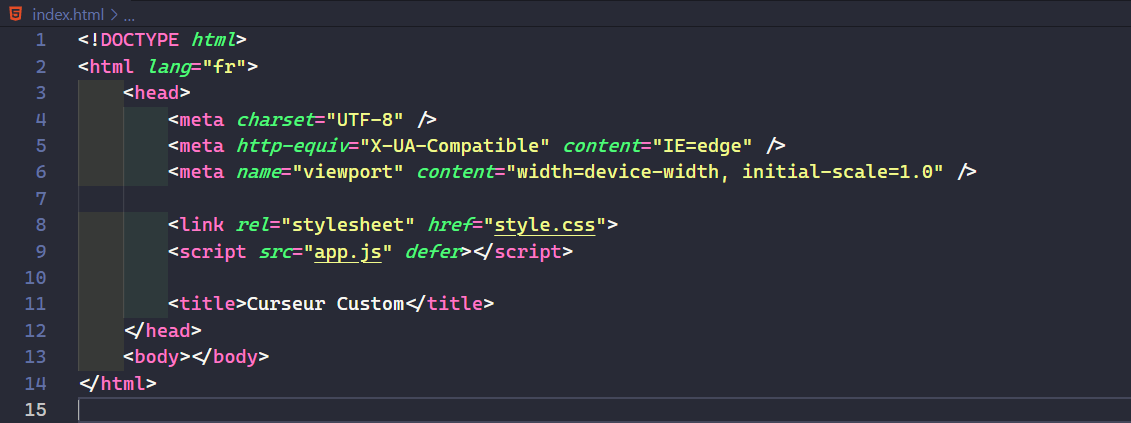 index.html > ...
1 <!DOCTYPE html>
2 <html lang="fr">
3 <head>
4 <meta charset="UTF-8" />
5 <meta http-equiv="X-UA-Compatible" content="IE=edge" />
6 <meta name="viewport" content="width=device-width, initial-scale=1.0" />
7
8 <link rel="stylesheet" href="style.css">
9 <script src="app.js" defer></script>
10
11 <title>Curseur Custom</title>
12 </head>
13 <body></body>
14 </html>
15